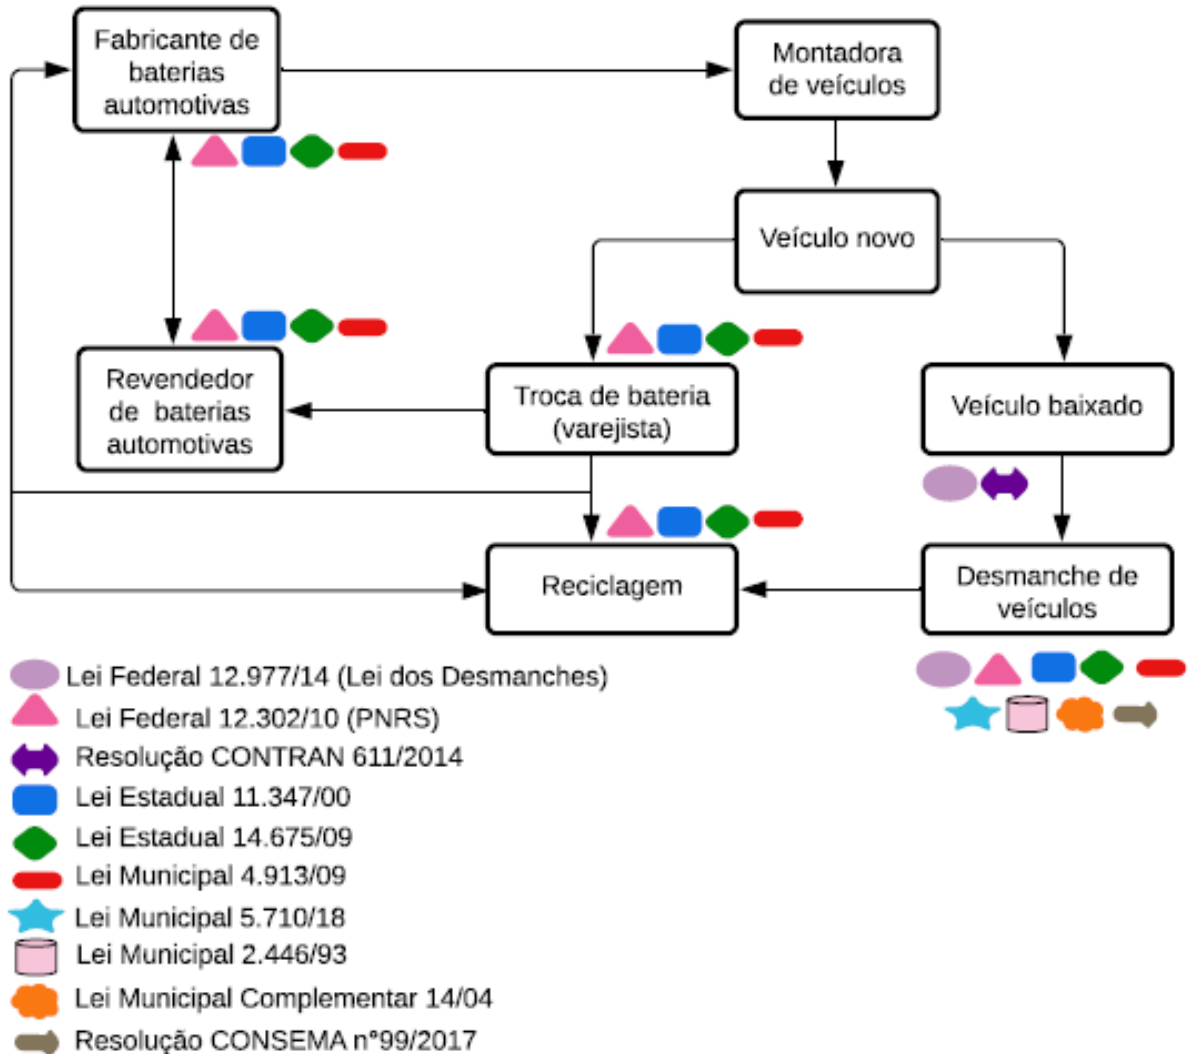 Fabricante de
baterias
automotivas
Montadora
de veículos
Veículo novo
Revendedor
de baterias
automotivas
Troca de bateria
(varejista)
Veículo baixado
Reciclagem
Desmanche de
veículos
Lei Federal 12.977/14 (Lei dos Desmanches)
Lei Federal 12.302/10 (PNRS)
Resolução CONTRAN 611/2014
Lei Estadual 11.347/00
Lei Estadual 14.675/09
Lei Municipal 4.913/09
Lei Municipal 5.710/18
Lei Municipal 2.446/93
Lei Municipal Complementar 14/04
Resolução CONSEMA n°99/2017